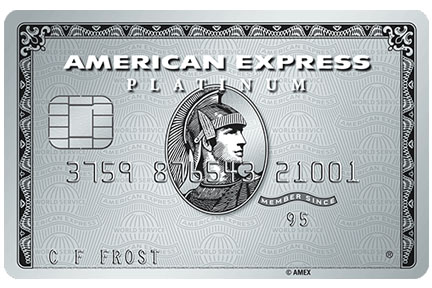 AMERICAN EXPRESS
PLATINUM
3759 876543 21001
MEMBER SINCE
95
C F FROST
®
© AMEX